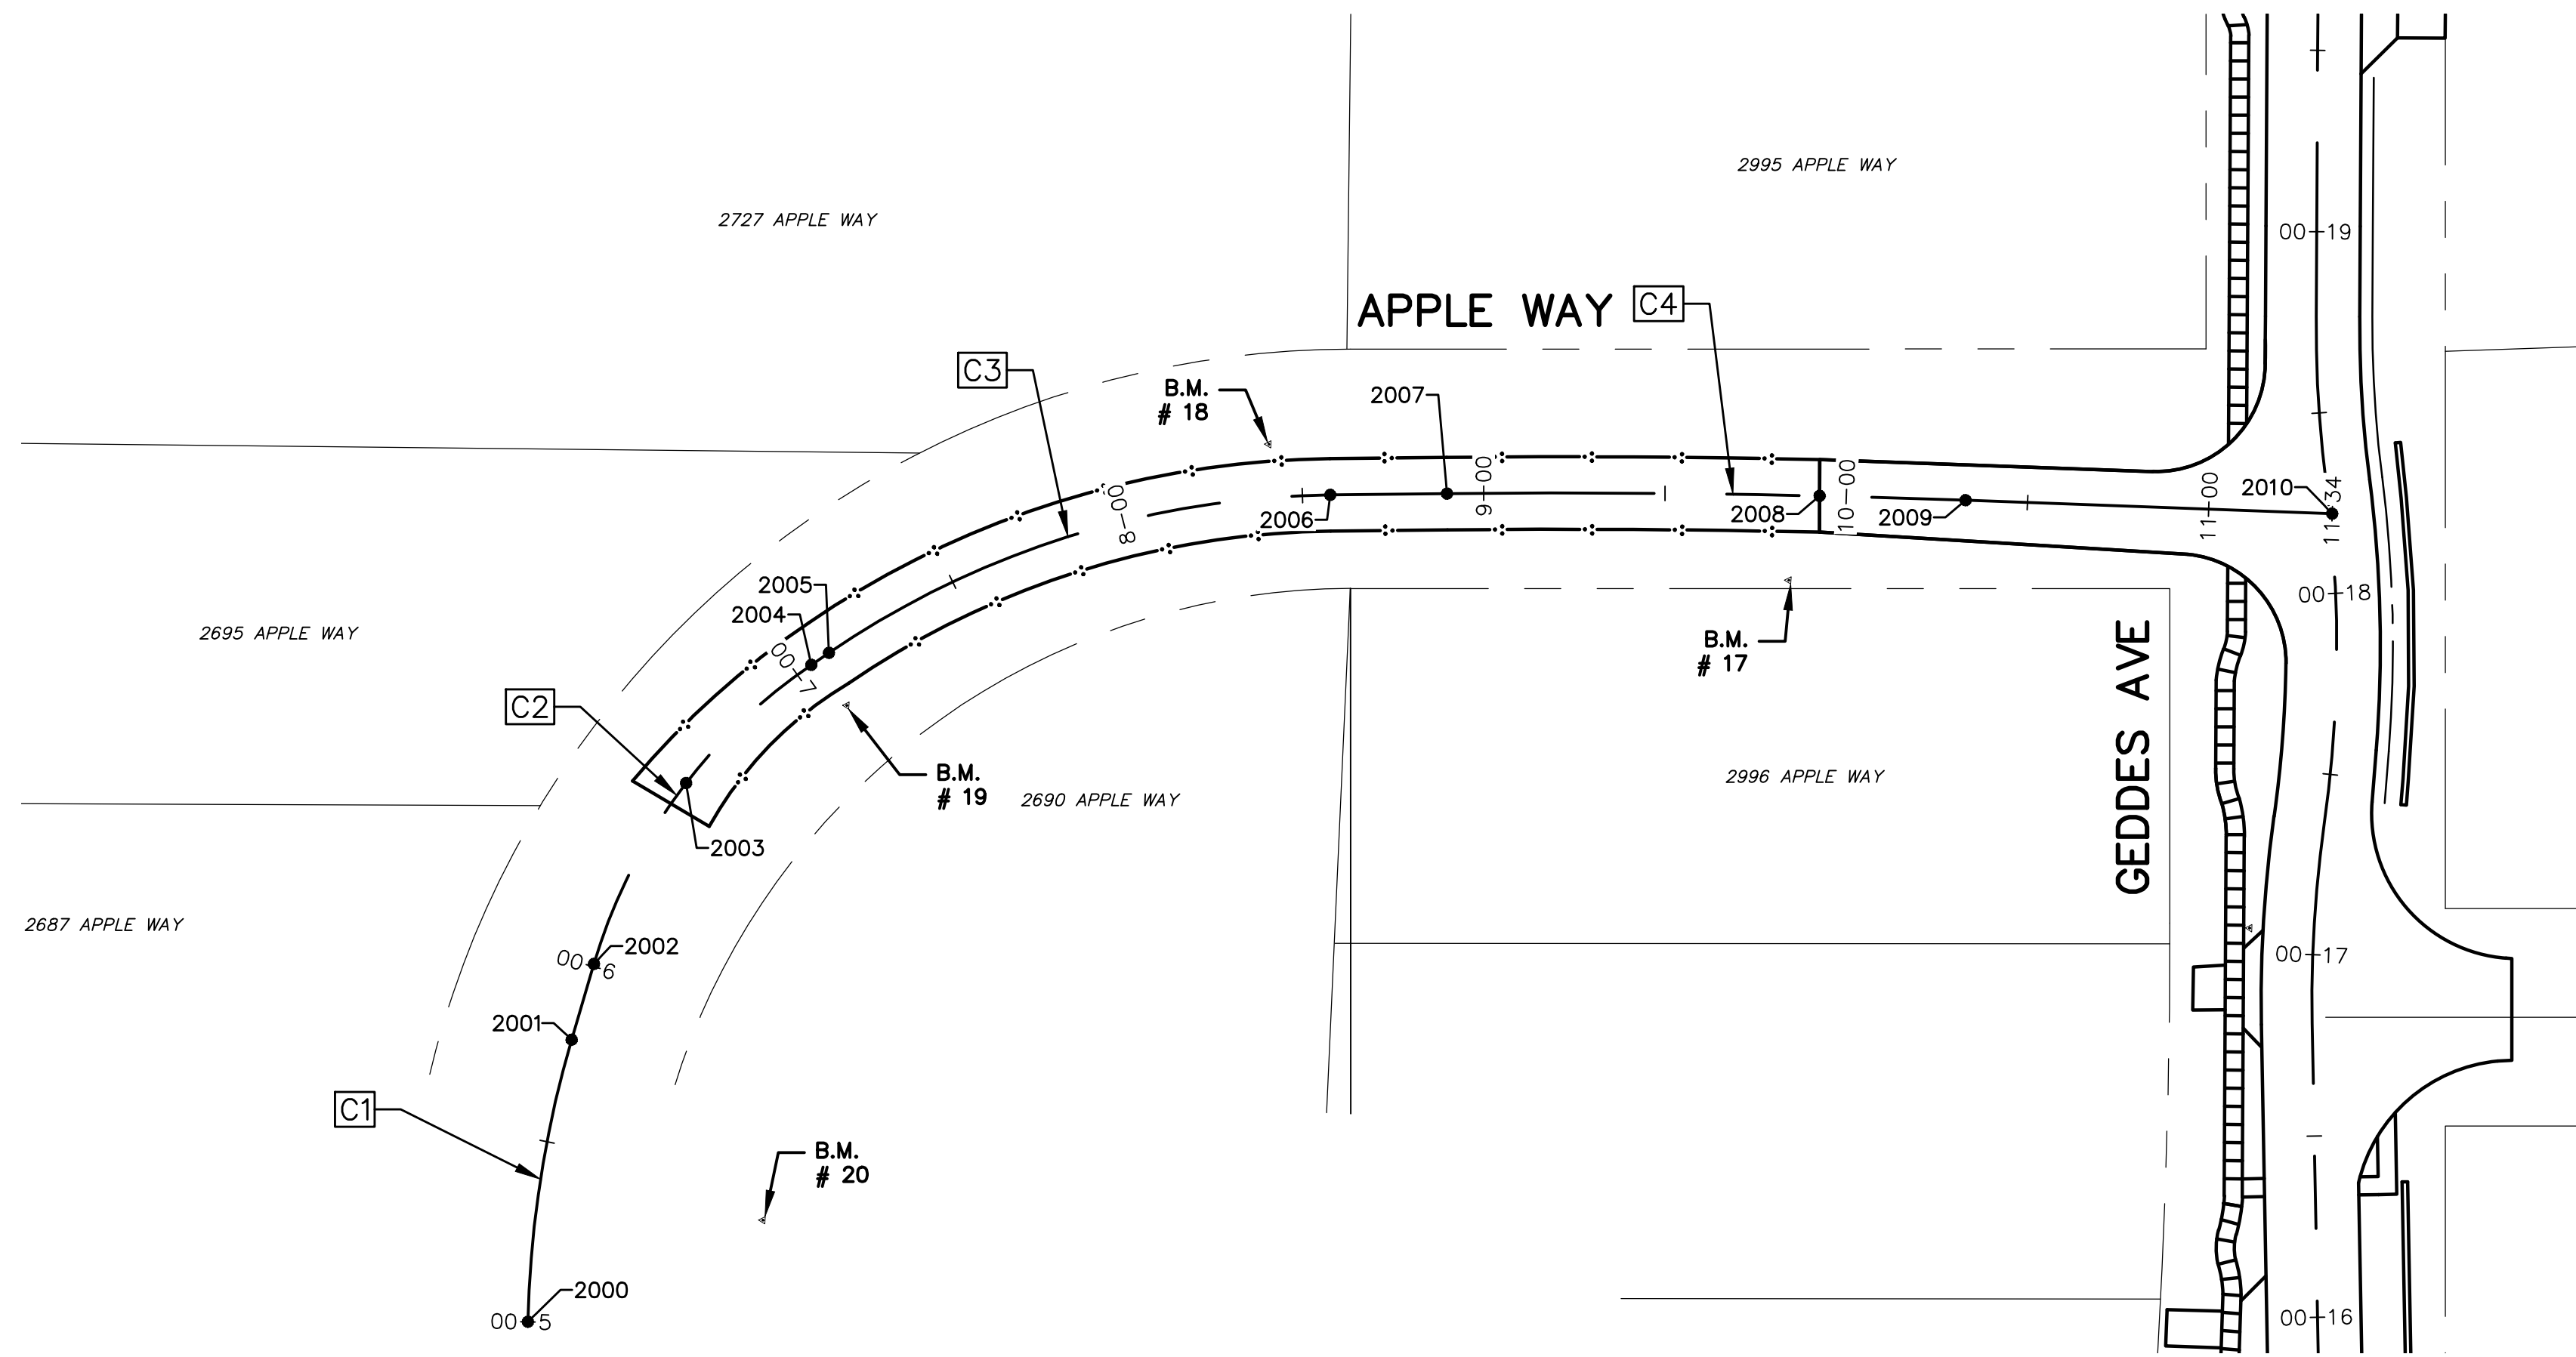 2995 APPLE WAY
2727 APPLE WAY
00-19
APPLE WAY
C4
C3
B.M.
# 18
2007
9-00
10-00
11-00
11-34
2010
8-00
2006
2008
2009
2005
2004
00-18
2695 APPLE WAY
B.M.
# 17
00-7
C2
GEDDES AVE
B.M.
# 19
2690 APPLE WAY
2996 APPLE WAY
2003
2687 APPLE WAY
2002
00-6
00-17
2001
C1
B.M.
# 20
2000
00-5
00-16